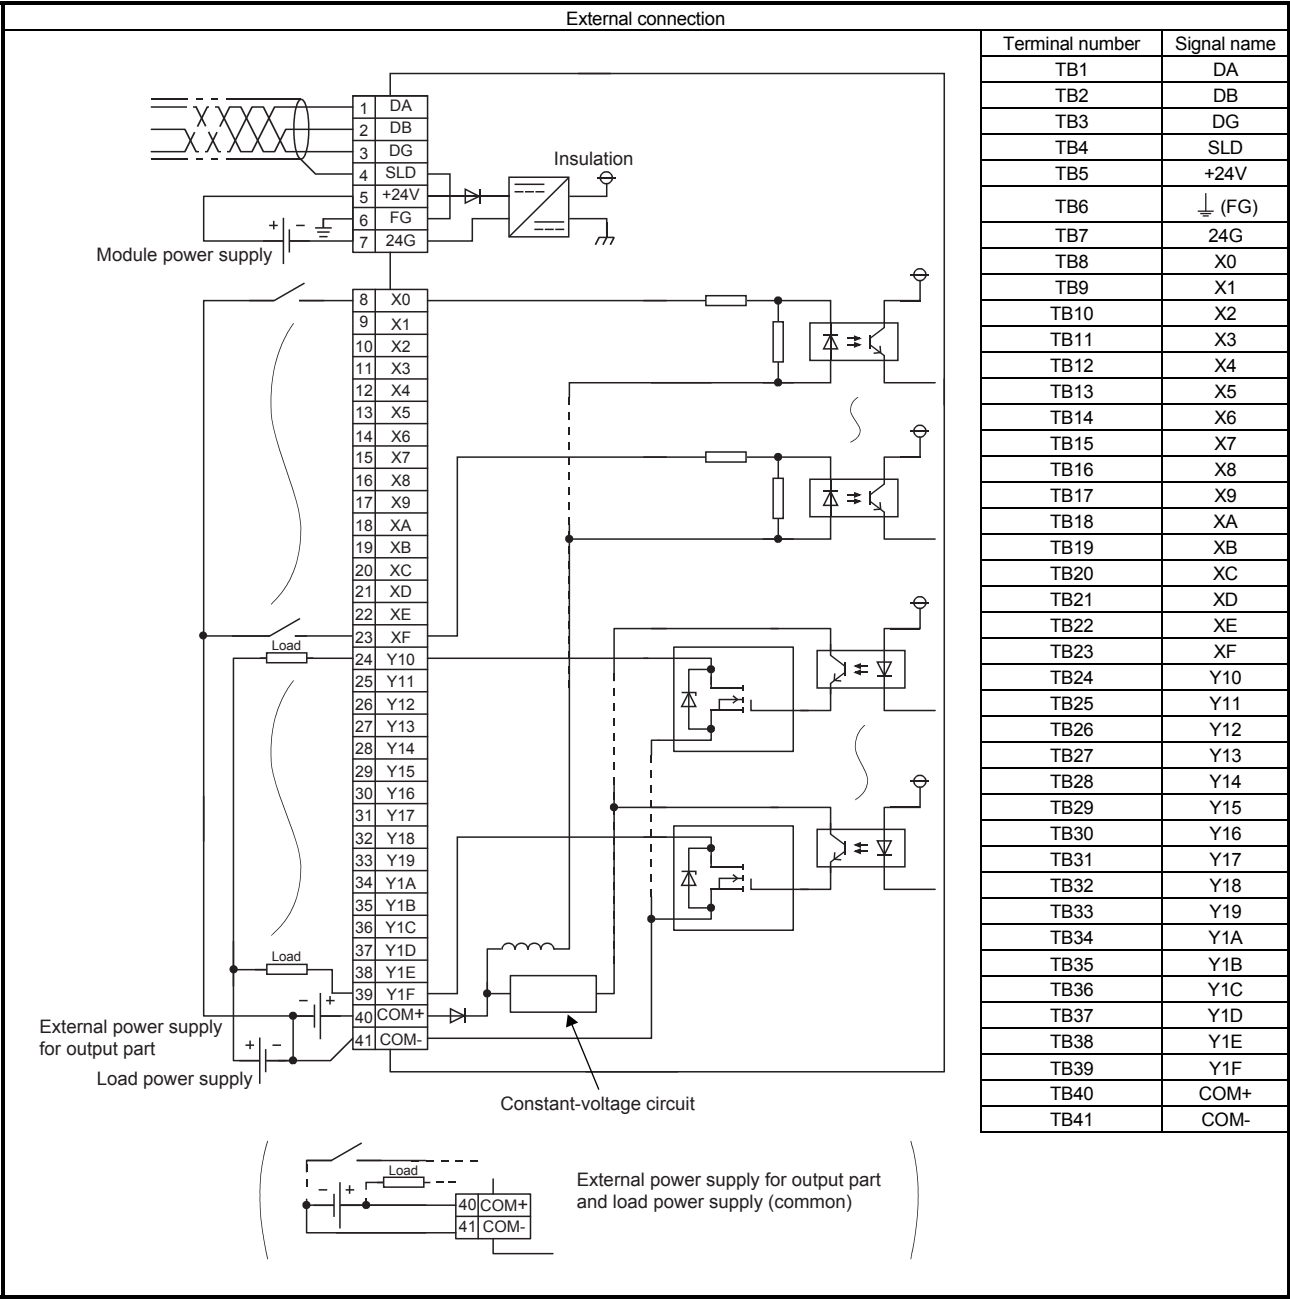 External connection
Terminal number Signal name
TB1 DA
TB2 DB
TB3 DG
TB4 SLD
TB5 +24V
TB6 ⏚ (FG)
TB7 24G
TB8 X0
TB9 X1
TB10 X2
TB11 X3
TB12 X4
TB13 X5
TB14 X6
TB15 X7
TB16 X8
TB17 X9
TB18 XA
TB19 XB
TB20 XC
TB21 XD
TB22 XE
TB23 XF
TB24 Y10
TB25 Y11
TB26 Y12
TB27 Y13
TB28 Y14
TB29 Y15
TB30 Y16
TB31 Y17
TB32 Y18
TB33 Y19
TB34 Y1A
TB35 Y1B
TB36 Y1C
TB37 Y1D
TB38 Y1E
TB39 Y1F
TB40 COM+
TB41 COM-
1 DA
2 DB
3 DG
4 SLD
5 +24V
6 FG
7 24G
Insulation
+ −
Module power supply
8 X0
9 X1
10 X2
11 X3
12 X4
13 X5
14 X6
15 X7
16 X8
17 X9
18 XA
19 XB
20 XC
21 XD
22 XE
23 XF
Load
24 Y10
25 Y11
26 Y12
27 Y13
28 Y14
29 Y15
30 Y16
31 Y17
32 Y18
33 Y19
34 Y1A
35 Y1B
36 Y1C
37 Y1D
38 Y1E
Load
39 Y1F
40 COM+
41 COM-
− +
External power supply
for output part
+ −
Load power supply
Constant-voltage circuit
Load
− +
40 COM+
41 COM-
External power supply for output part
and load power supply (common)